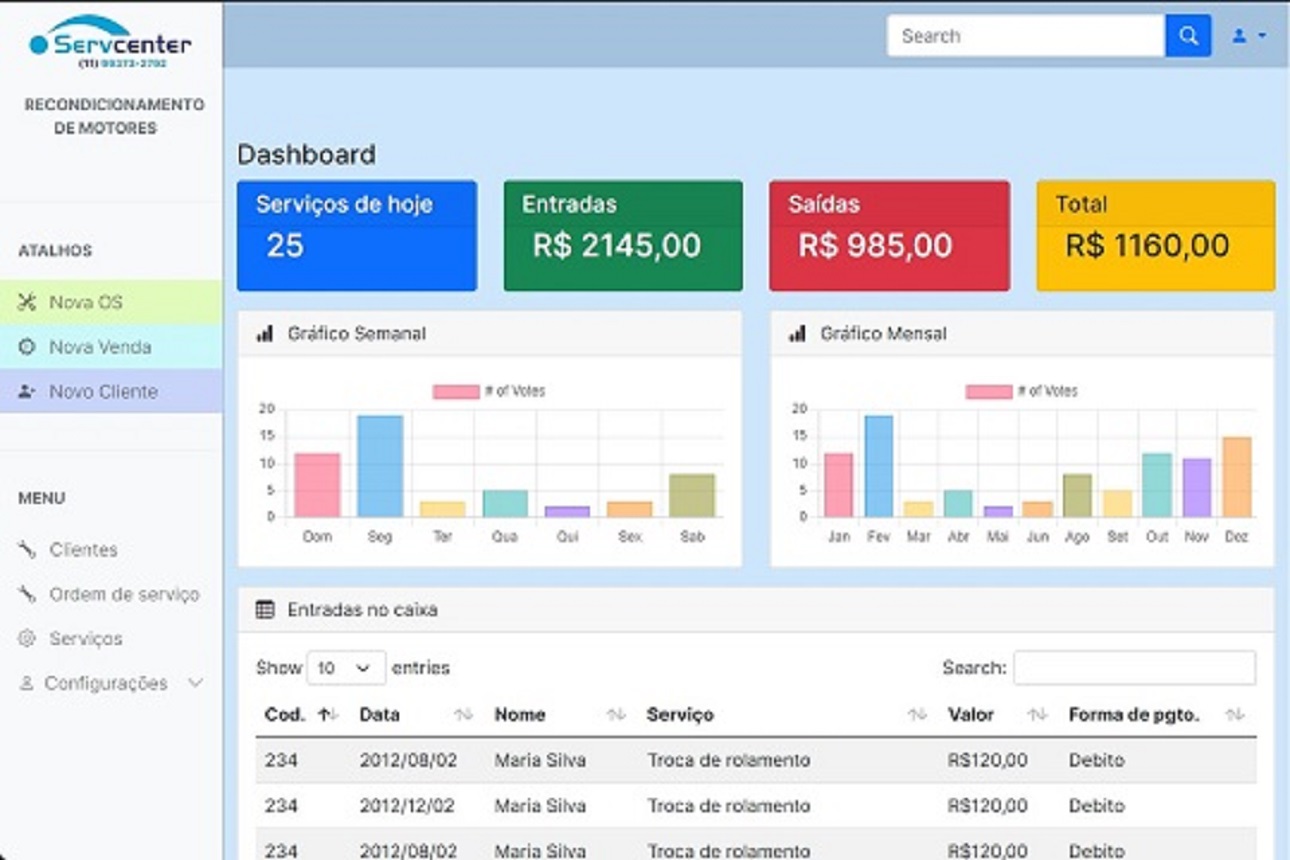 Servcenter
(11) 99373-2792
RECONDICIONAMENTO
DE MOTORES
ATALHOS
Nova OS
Nova Venda
Novo Cliente
MENU
Clientes
Ordem de serviço
Serviços
Configurações
Search
Dashboard
Serviços de hoje
25
Entradas
R$ 2145,00
Saídas
R$ 985,00
Total
R$ 1160,00
Gráfico Semanal
# of Votes
20
15
10
5
0
Dom Seg Ter Qua Qui Sex Sab
Gráfico Mensal
# of Votes
20
15
10
5
0
Jan Fev Mar Abr Mai Jun Ago Set Out Nov Dez
Entradas no caixa
Show 10 entries Search:
Cod. Data Nome Serviço Valor Forma de pgto.
234 2012/08/02 Maria Silva Troca de rolamento R$120,00 Debito
234 2012/12/02 Maria Silva Troca de rolamento R$120,00 Debito
234 2012/08/02 Maria Silva Troca de rolamento R$120,00 Debito